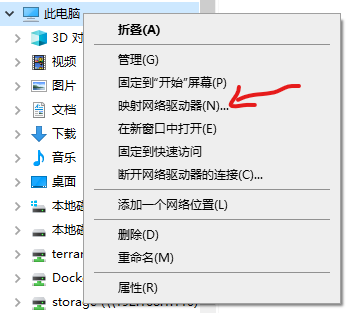 此电脑
折叠(A)
3D 对
管理(G)
视频
固定到"开始"屏幕(P)
图片
映射网络驱动器(N)...
文档
在新窗口中打开(E)
下载
固定到快速访问
音乐
断开网络驱动器的连接(C)...
桌面
添加一个网络位置(L)
本地磁
本地磁
删除(D)
terrar
重命名(M)
Docke
属性(R)
storage